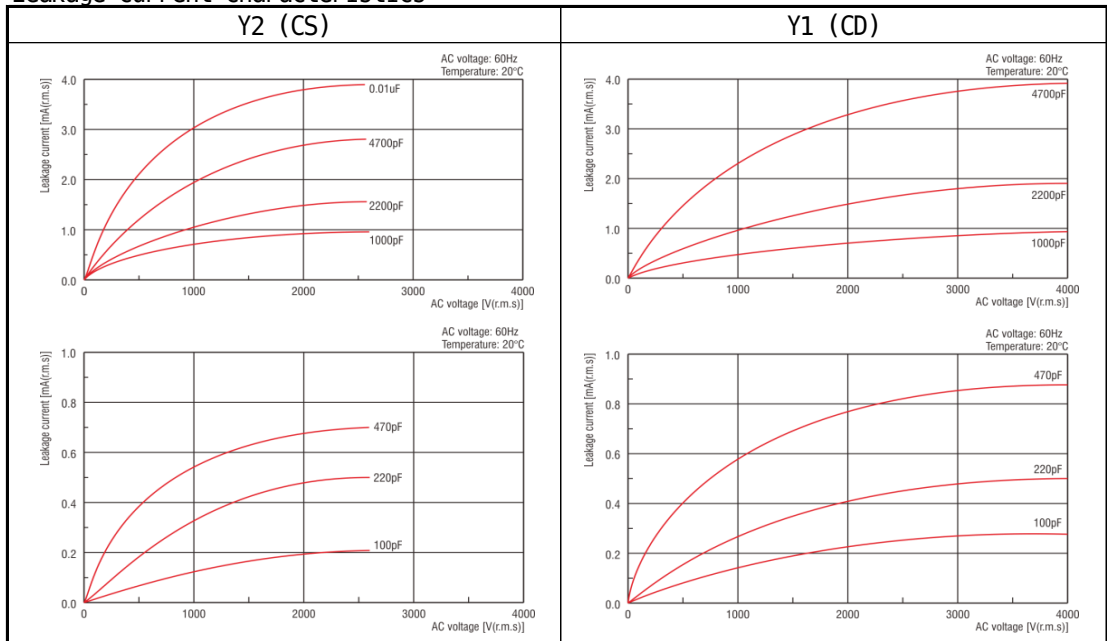 Leakage current characteristics
Y2 (CS)
Y1 (CD)
AC voltage: 60Hz
Temperature: 20°C
Leakage current [mA(r.m.s)]
4.0
3.0
2.0
1.0
0.0
0.01uF
4700pF
2200pF
1000pF
0
1000
2000
3000
4000
AC voltage [V(r.m.s)]
AC voltage: 60Hz
Temperature: 20°C
Leakage current [mA(r.m.s)]
4.0
3.0
2.0
1.0
0.0
4700pF
2200pF
1000pF
0
1000
2000
3000
4000
AC voltage [V(r.m.s)]
AC voltage: 60Hz
Temperature: 20°C
Leakage current [mA(r.m.s)]
1.0
0.8
0.6
0.4
0.2
0.0
470pF
220pF
100pF
0
1000
2000
3000
4000
AC voltage [V(r.m.s)]
AC voltage: 60Hz
Temperature: 20°C
Leakage current [mA(r.m.s)]
1.0
0.8
0.6
0.4
0.2
0.0
470pF
220pF
100pF
0
1000
2000
3000
4000
AC voltage [V(r.m.s)]